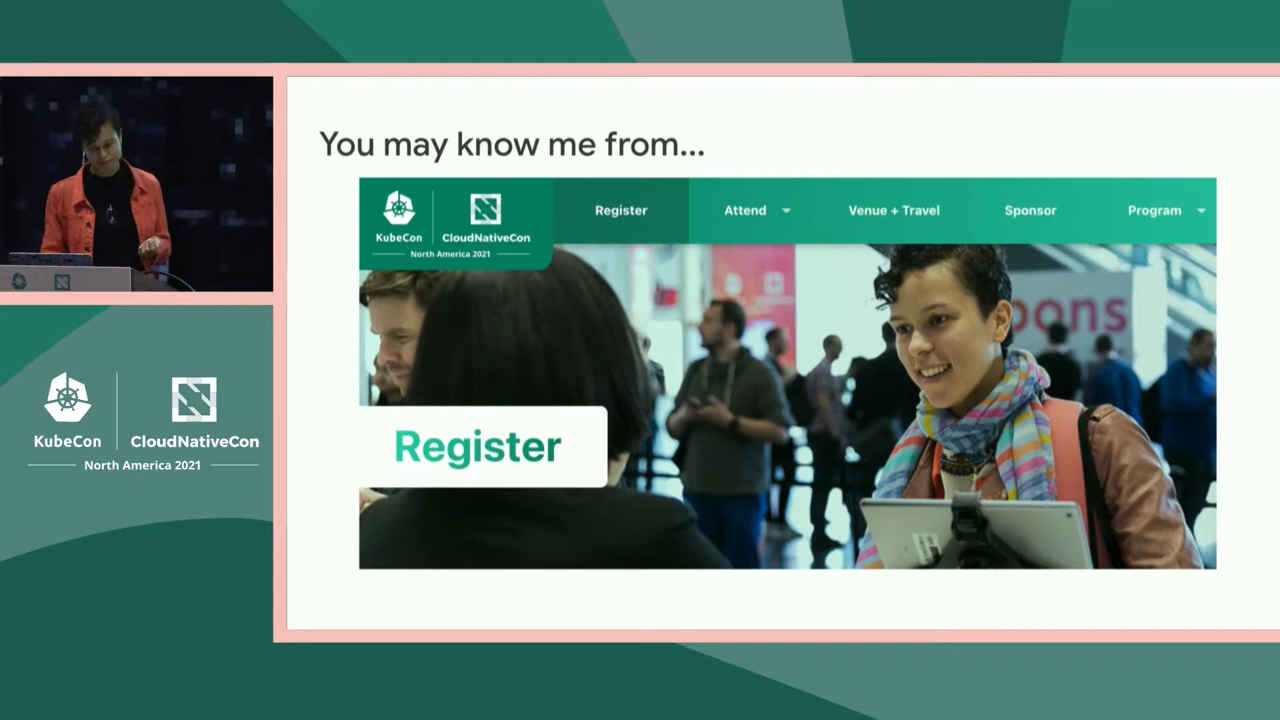 You may know me from...
KubeCon
CloudNativeCon
North America 2021
Register
Attend
Venue + Travel
Sponsor
Program
pons
Register
KubeCon
CloudNativeCon
North America 2021